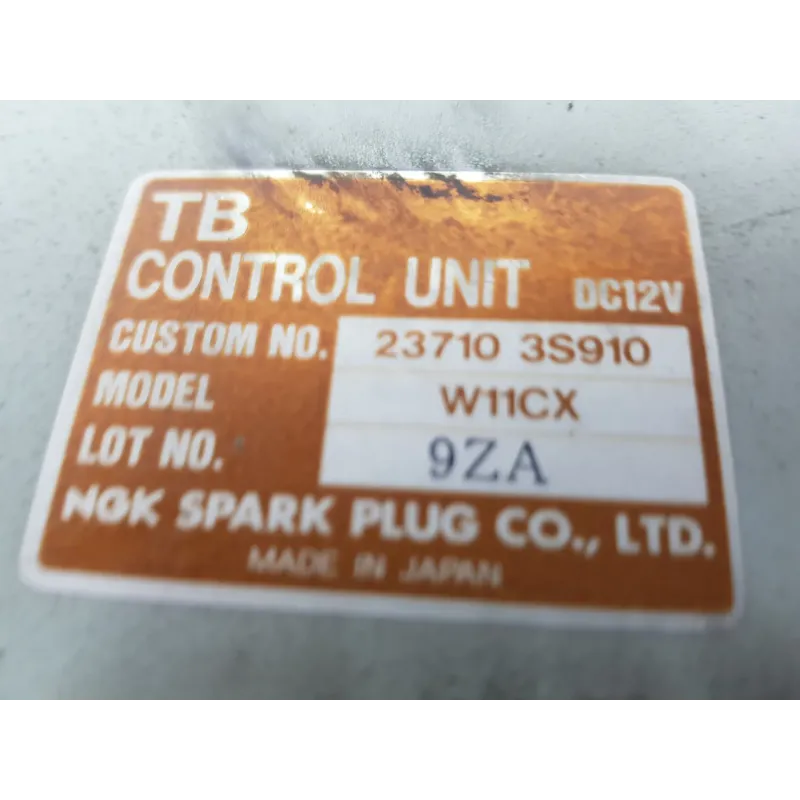 TB
CONTROL UNIT DC12V
CUSTOM NO. 23710 3S910
MODEL W11CX
LOT NO. 9ZA
NGK SPARK PLUG CO., LTD.
MADE IN JAPAN